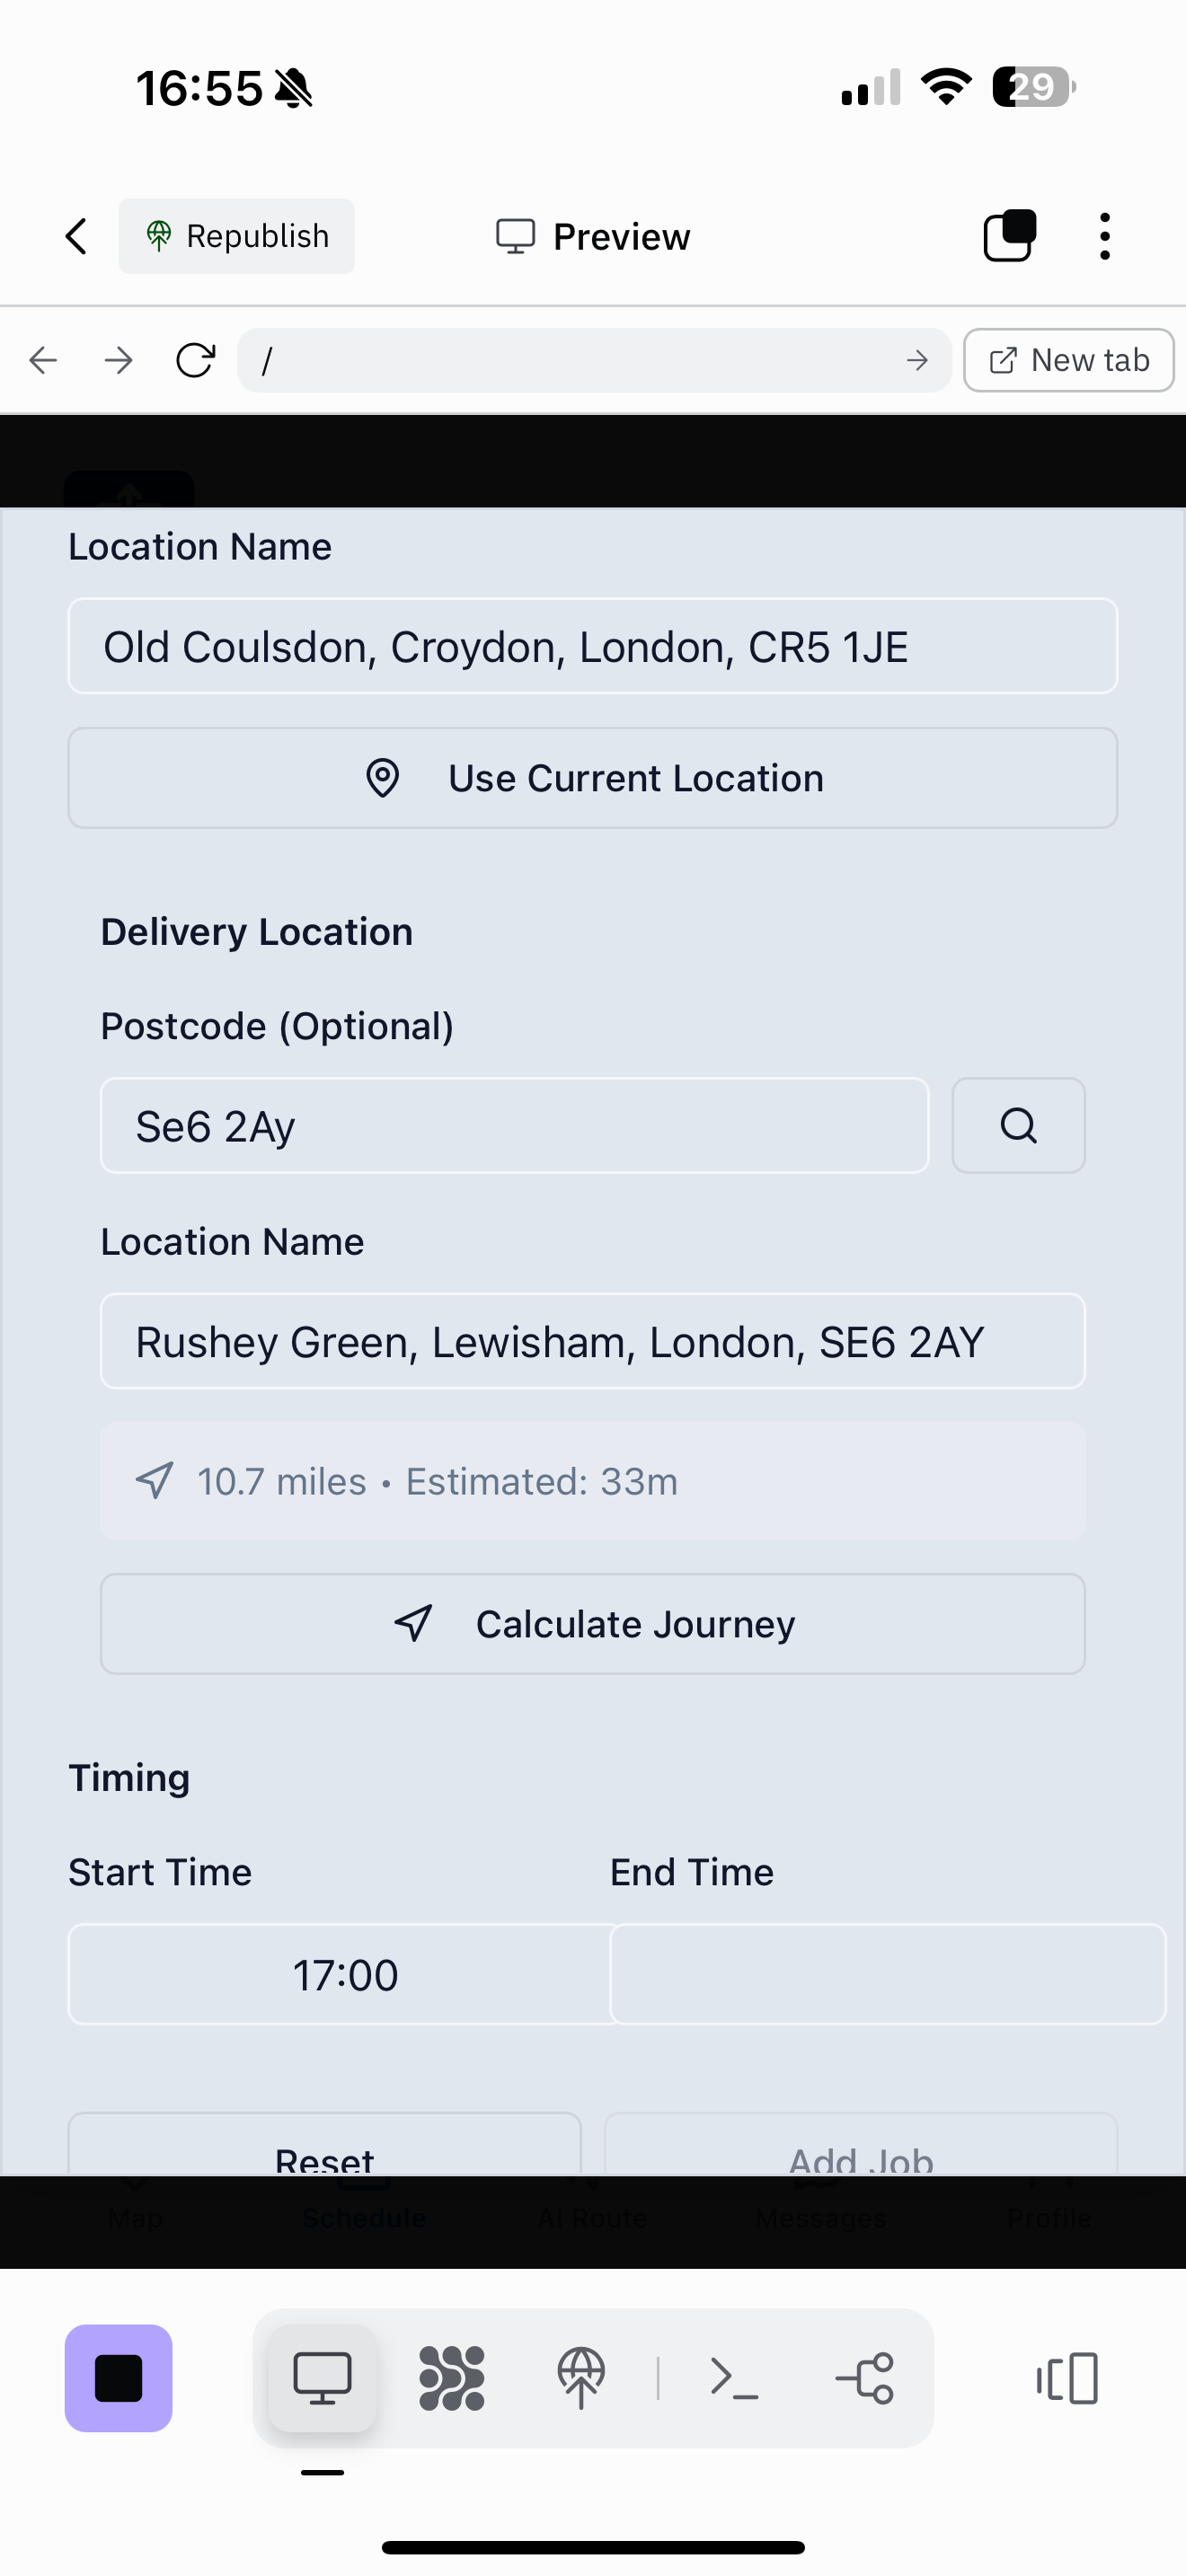 16:55
29
Republish
Preview
/
New tab
Location Name
Old Coulsdon, Croydon, London, CR5 1JE
Use Current Location
Delivery Location
Postcode (Optional)
Se6 2Ay
Location Name
Rushey Green, Lewisham, London, SE6 2AY
10.7 miles • Estimated: 33m
Calculate Journey
Timing
Start Time
End Time
17:00
Reset
Add Job
Map
Schedule
AI Route
Messages
Profile